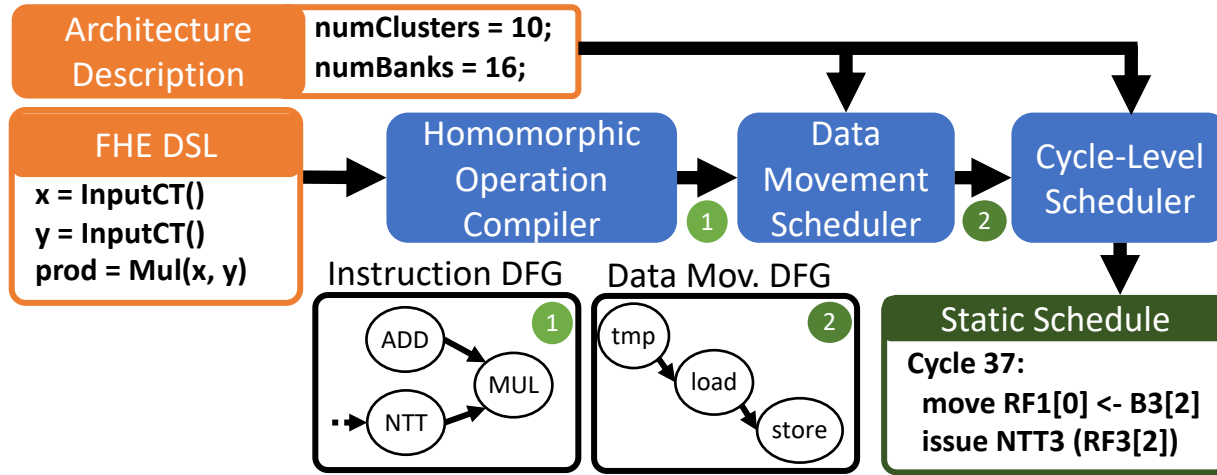 Architecture
Description
numClusters = 10;
numBanks = 16;
FHE DSL
x = InputCT()
y = InputCT()
prod = Mul(x, y)
Homomorphic
Operation
Compiler
1
Data
Movement
Scheduler
2
Cycle-Level
Scheduler
Instruction DFG
1
ADD
MUL
NTT
Data Mov. DFG
2
tmp
load
store
Static Schedule
Cycle 37:
move RF1[0] <- B3[2]
issue NTT3 (RF3[2])